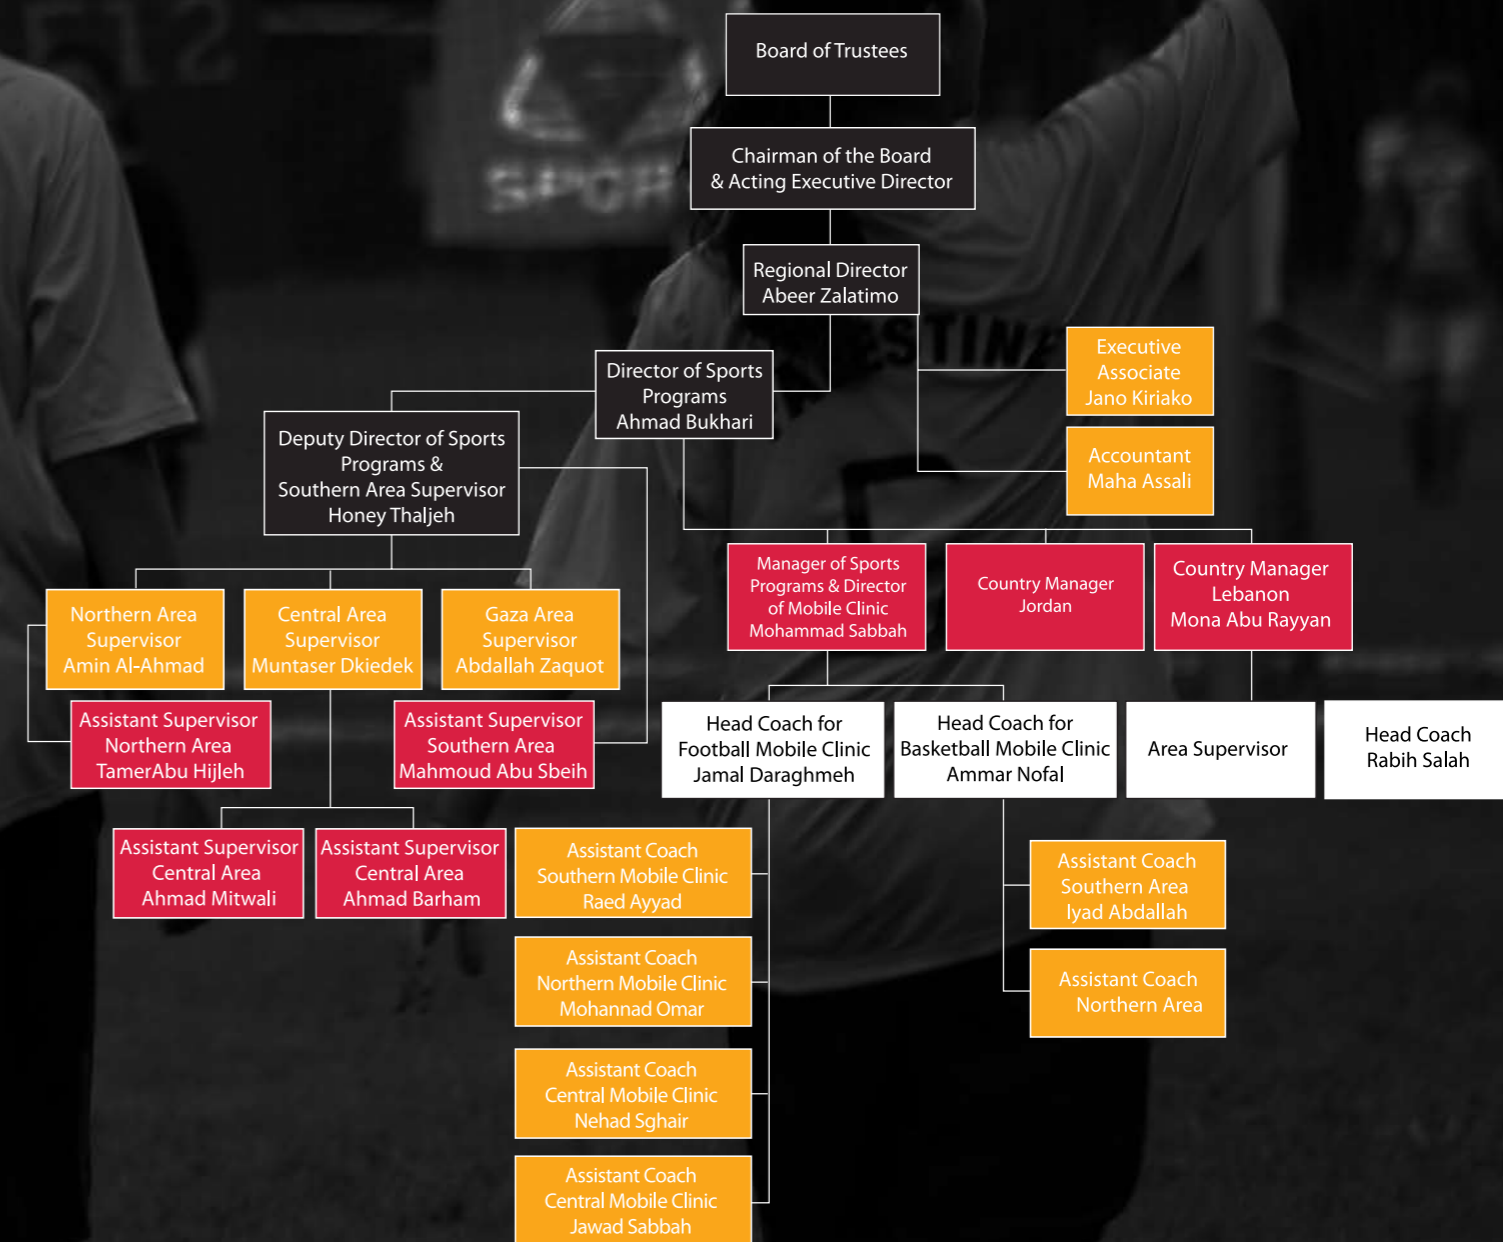 Board of Trustees
Chairman of the Board
& Acting Executive Director
Regional Director
Abeer Zalatimo
Executive
Associate
Jano Kiriako
Director of Sports
Programs
Ahmad Bukhari
Accountant
Maha Assali
Deputy Director of Sports
Programs &
Southern Area Supervisor
Honey Thaljeh
Manager of Sports
Programs & Director
of Mobile Clinic
Mohammad Sabbah
Country Manager
Jordan
Country Manager
Lebanon
Mona Abu Rayyan
Northern Area
Supervisor
Amin Al-Ahmad
Central Area
Supervisor
Muntaser Dkiedek
Gaza Area
Supervisor
Abdallah Zaquot
Assistant Supervisor
Northern Area
TamerAbu Hijleh
Assistant Supervisor
Southern Area
Mahmoud Abu Sbeih
Head Coach for
Football Mobile Clinic
Jamal Daraghmeh
Head Coach for
Basketball Mobile Clinic
Ammar Nofal
Area Supervisor
Head Coach
Rabih Salah
Assistant Supervisor
Central Area
Ahmad Mitwali
Assistant Supervisor
Central Area
Ahmad Barham
Assistant Coach
Southern Mobile Clinic
Raed Ayyad
Assistant Coach
Southern Area
Iyad Abdallah
Assistant Coach
Northern Mobile Clinic
Mohannad Omar
Assistant Coach
Northern Area
Assistant Coach
Central Mobile Clinic
Nehad Sghair
Assistant Coach
Central Mobile Clinic
Jawad Sabbah